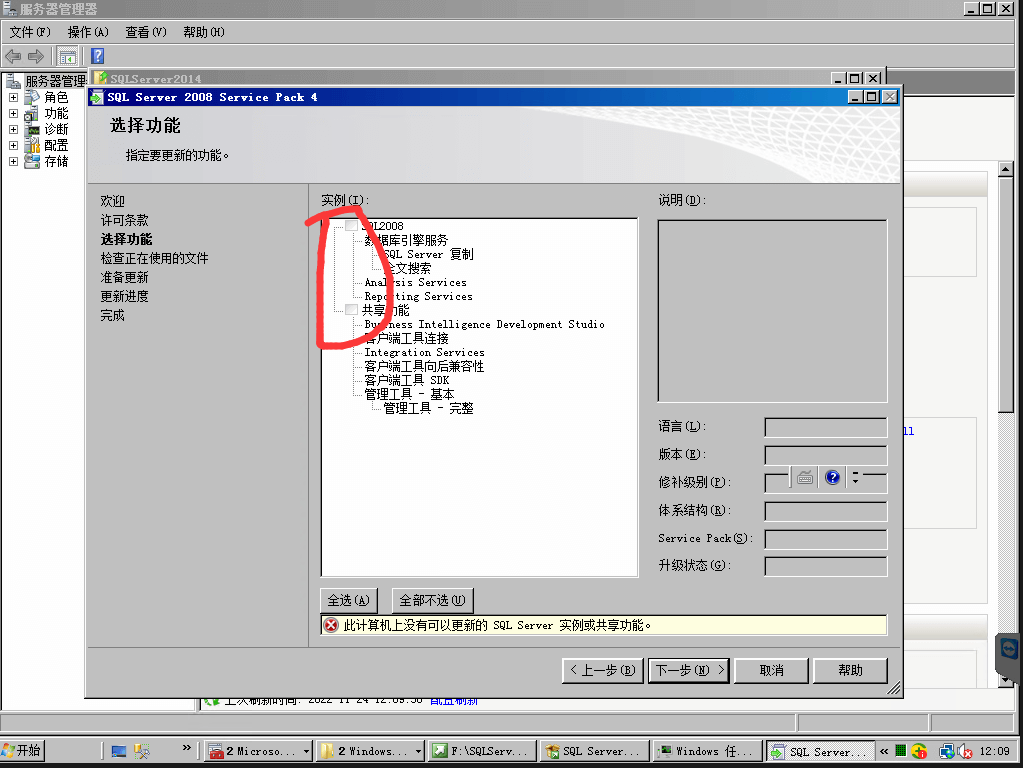 服务器管理器
文件(F) 操作(A) 查看(V) 帮助(H)
服务器管理
角色
功能
诊断
配置
存储
SQLServer2014
SQL Server 2008 Service Pack 4
选择功能
指定要更新的功能。
欢迎
许可条款
选择功能
检查正在使用的文件
准备更新
更新进度
完成
实例(I):
SQL2008
数据库引擎服务
SQL Server 复制
全文搜索
Analysis Services
Reporting Services
共享功能
Business Intelligence Development Studio
客户端工具连接
Integration Services
客户端工具向后兼容性
客户端工具 SDK
管理工具 - 基本
管理工具 - 完整
说明(D):
语言(L):
版本(E):
修补级别(P):
体系结构(R):
Service Pack(S):
升级状态(G):
全选(A) 全部不选(U)
此计算机上没有可以更新的 SQL Server 实例或共享功能。
< 上一步(B) 下一步(N) > 取消 帮助
上次刷新时间: 2022-11-24 12:09:38 配置刷新
开始 » 2 Microso... 2 Windows... F:\SQLServ... SQL Server... Windows 任... SQL Server... « 12:09